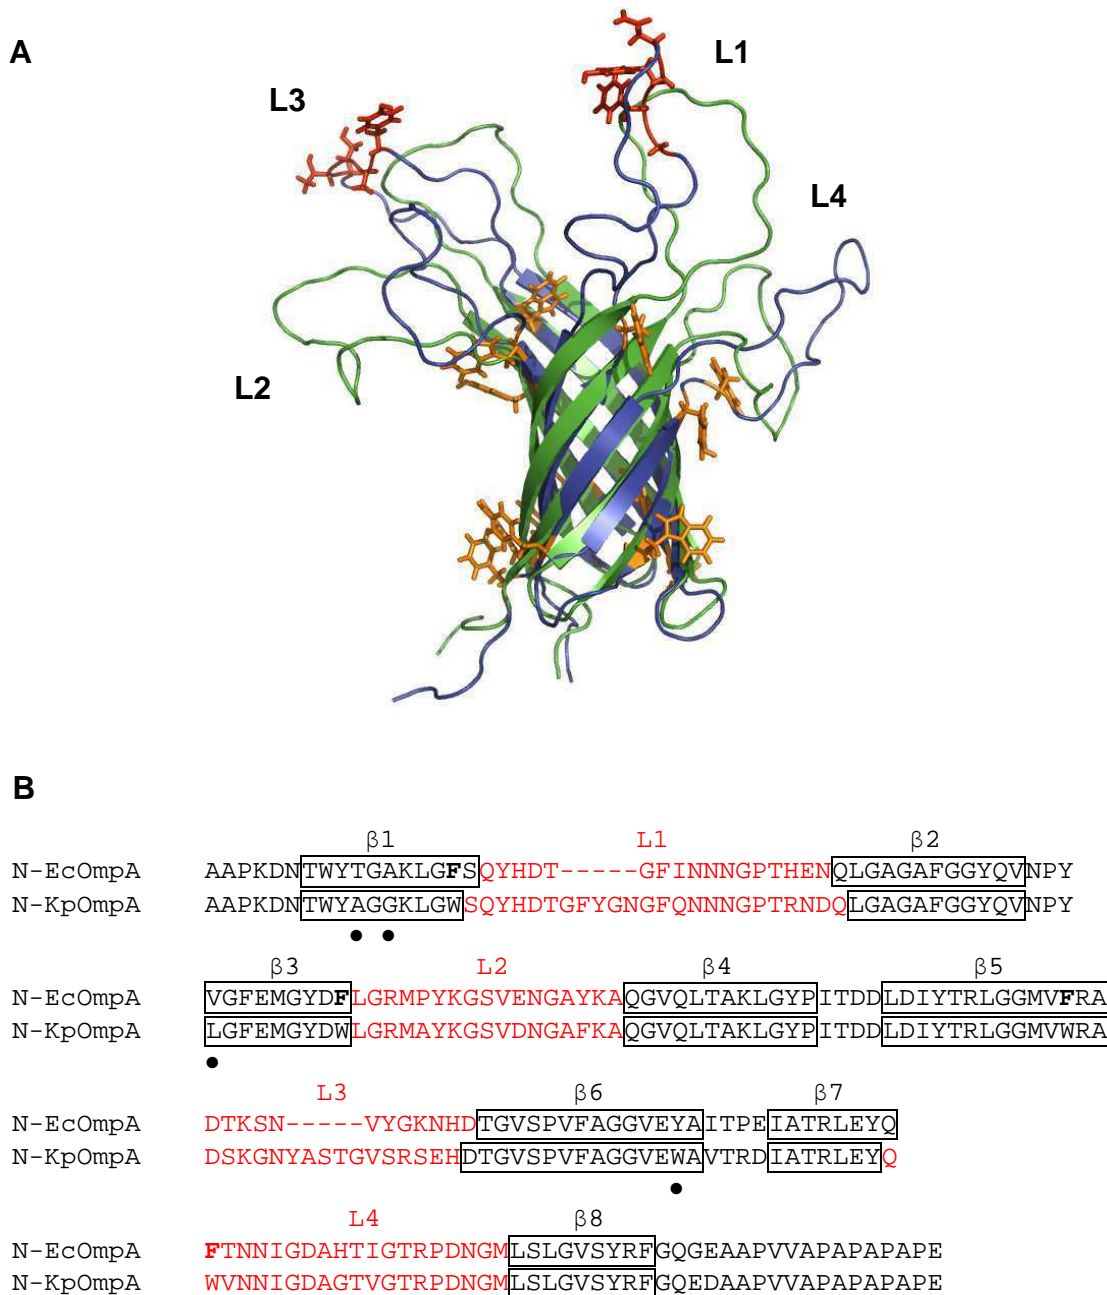 A
L1
L3
L4
L2
B
β1 L1 β2
N-EcOmpA AAPKDNTWYTGAKLGFSQYHDT-----GFINNNGPTHENQLGAGAFGGYQVNPY
N-KpOmpA AAPKDNTWYAGGKLGWSQYHDTGFYGNGFQNNNGPTRNDQLGAGAFGGYQVNPY
● ●
β3 L2 β4 β5
N-EcOmpA VGFEMGYDFLGRMPYKGSVENGAYKAQGVQLTAKLGYPITDDLDIYTRLGGMVFRA
N-KpOmpA LGFEMGYDWLGRMAYKGSVDNGAFKAQGVQLTAKLGYPITDDLDIYTRLGGMVWRA
●
L3 β6 β7
N-EcOmpA DTKSN-----VYGKNHDTGVSPVFAGGVEYAITPEIATRLEYQ
N-KpOmpA DSKGNYASTGVSRSEHDTGVSPVFAGGVEWAVTRDIATRLEYQ
●
L4 β8
N-EcOmpA FTNNIGDAHTIGTRPDNGMLSLGVSYRFGQGEAAPVVAPAPAPAPE
N-KpOmpA WVNNIGDAGTVGTRPDNGMLSLGVSYRFGQEDAAPVVAPAPAPAPE